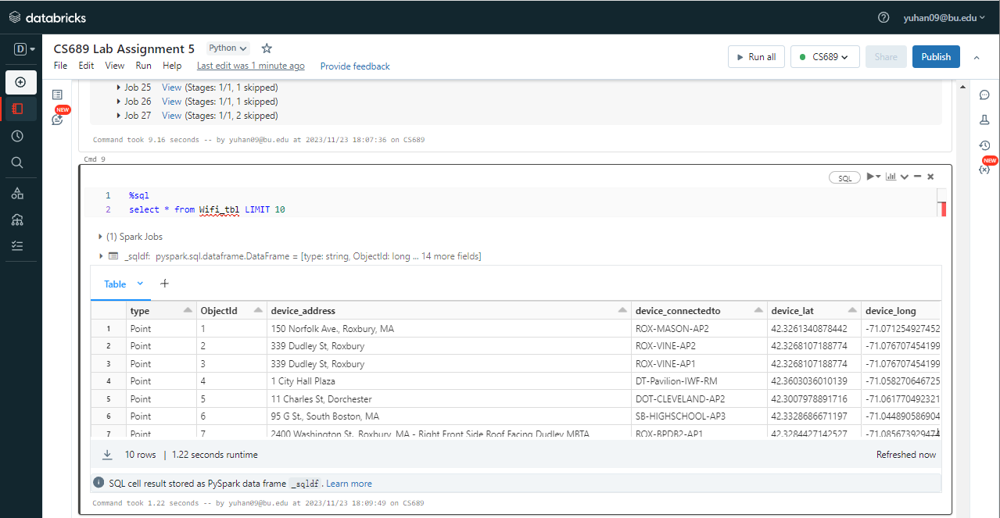 databricks
yuhan09@bu.edu
D
CS689 Lab Assignment 5 Python
File Edit View Run Help Last edit was 1 minute ago Provide feedback
Run all CS689 Share Publish
NEW
NEW
Job 25 View (Stages: 1/1, 1 skipped)
Job 26 View (Stages: 1/1, 1 skipped)
Job 27 View (Stages: 1/1, 2 skipped)
Command took 9.16 seconds -- by yuhan09@bu.edu at 2023/11/23 18:07:36 on CS689
Cmd 9
SQL
1 %sql
2 select * from Wifi_tbl LIMIT 10
(1) Spark Jobs
_sqldf: pyspark.sql.dataframe.DataFrame = [type: string, ObjectId: long ... 14 more fields]
Table +
type ObjectId device_address device_connectedto device_lat device_long
1 Point 1 150 Norfolk Ave., Roxbury, MA ROX-MASON-AP2 42.3261340878442 -71.071254927452
2 Point 2 339 Dudley St, Roxbury ROX-VINE-AP2 42.3268107188774 -71.076707454199
3 Point 3 339 Dudley St, Roxbury ROX-VINE-AP1 42.3268107188774 -71.076707454199
4 Point 4 1 City Hall Plaza DT-Pavilion-IWF-RM 42.3603036010139 -71.058270646725
5 Point 5 11 Charles St, Dorchester DOT-CLEVELAND-AP2 42.3007978891716 -71.061770492321
6 Point 6 95 G St., South Boston, MA SB-HIGHSCHOOL-AP3 42.3328686671197 -71.044890586904
7 Point 7 2400 Washington St., Roxbury, MA - Right Front Side Roof Facing Dudley MBTA ROX-BPDB2-AP1 42.3284427142527 -71.085673929474
10 rows | 1.22 seconds runtime Refreshed now
SQL cell result stored as PySpark data frame _sqldf. Learn more
Command took 1.22 seconds -- by yuhan09@bu.edu at 2023/11/23 18:09:49 on CS689